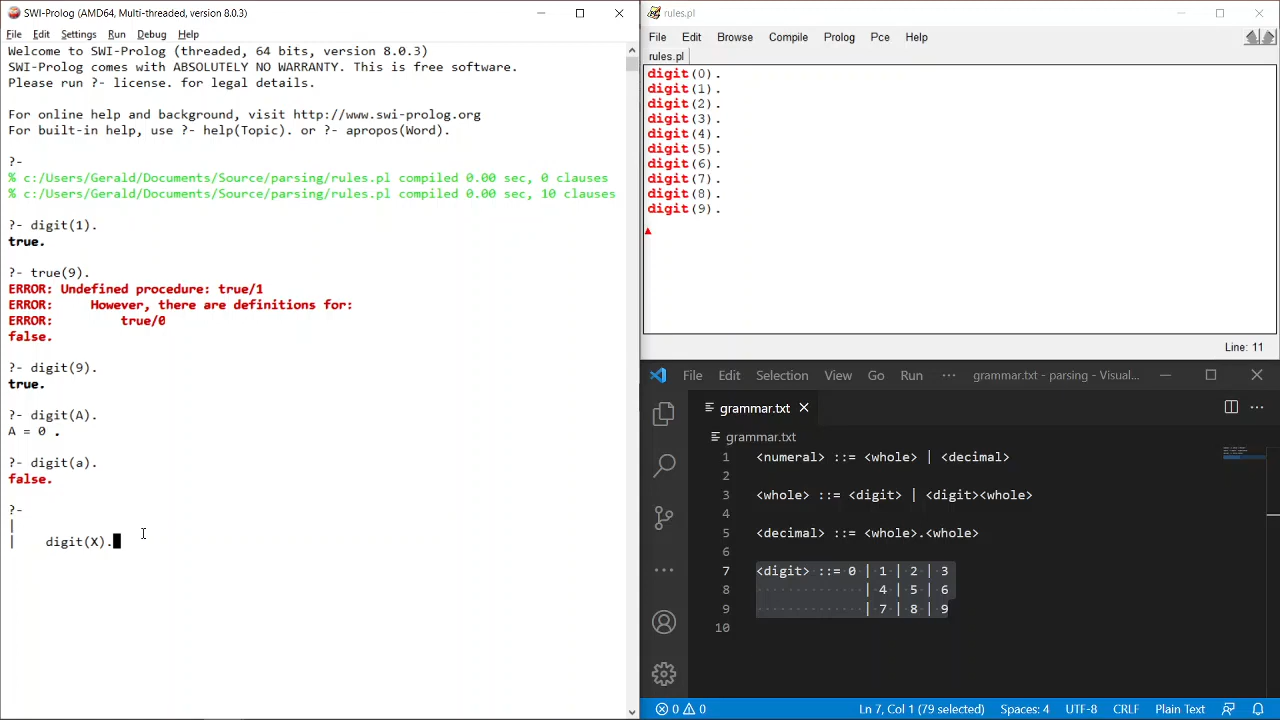 SWI-Prolog (AMD64, Multi-threaded, version 8.0.3)
File Edit Settings Run Debug Help
Welcome to SWI-Prolog (threaded, 64 bits, version 8.0.3)
SWI-Prolog comes with ABSOLUTELY NO WARRANTY. This is free software.
Please run ?- license. for legal details.
For online help and background, visit http://www.swi-prolog.org
For built-in help, use ?- help(Topic). or ?- apropos(Word).
?-
% c:/Users/Gerald/Documents/Source/parsing/rules.pl compiled 0.00 sec, 0 clauses
% c:/Users/Gerald/Documents/Source/parsing/rules.pl compiled 0.00 sec, 10 clauses
?- digit(1).
true.
?- true(9).
ERROR: Undefined procedure: true/1
ERROR:     However, there are definitions for:
ERROR:         true/0
false.
?- digit(9).
true.
?- digit(A).
A = 0 .
?- digit(a).
false.
?-
|
|    digit(X).
rules.pl
File Edit Browse Compile Prolog Pce Help
rules.pl
digit(0).
digit(1).
digit(2).
digit(3).
digit(4).
digit(5).
digit(6).
digit(7).
digit(8).
digit(9).
Line: 11
File Edit Selection View Go Run ··· grammar.txt - parsing - Visual...
grammar.txt
grammar.txt
1 <numeral> ::= <whole> | <decimal>
2
3 <whole> ::= <digit> | <digit><whole>
4
5 <decimal> ::= <whole>.<whole>
6
7 <digit> ::= 0 | 1 | 2 | 3
8 | 4 | 5 | 6
9 | 7 | 8 | 9
10
0 0 Ln 7, Col 1 (79 selected) Spaces: 4 UTF-8 CRLF Plain Text